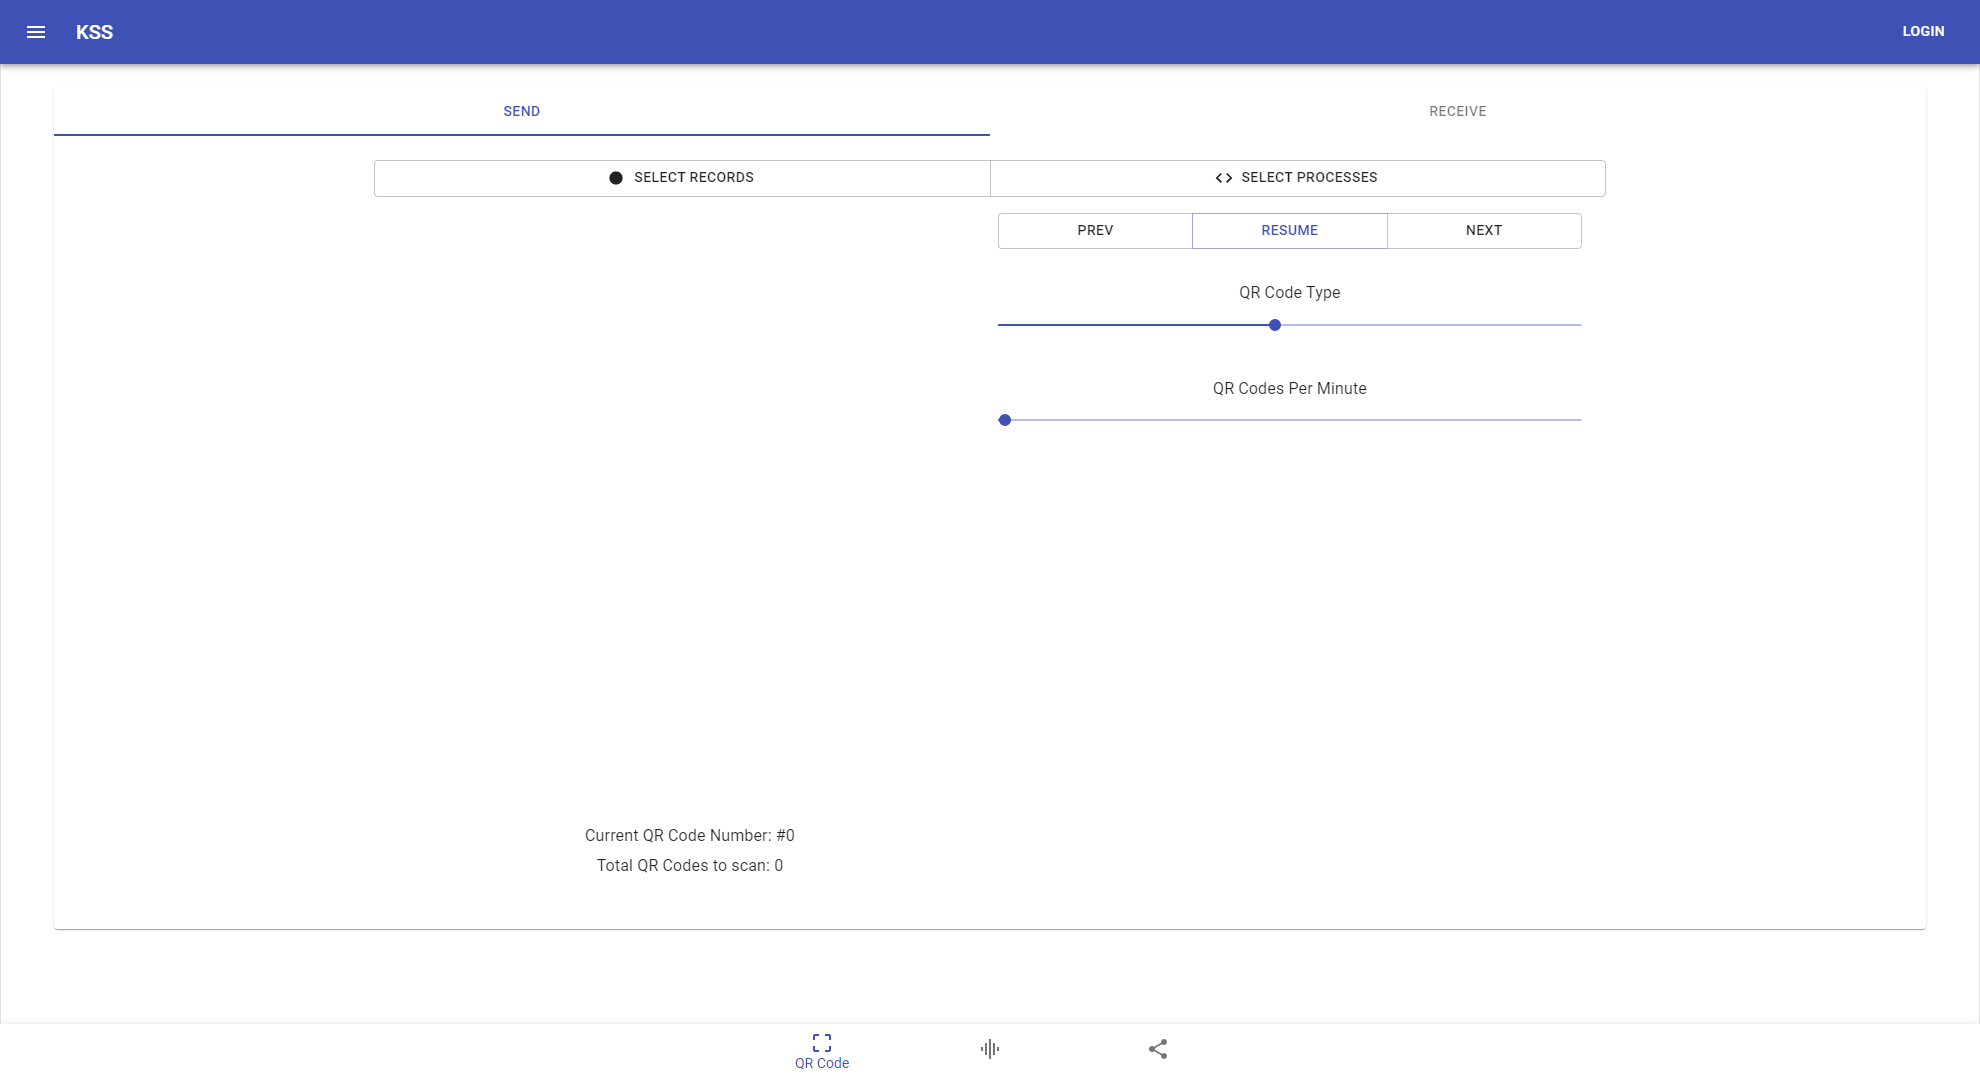 KSS
LOGIN
SEND
RECEIVE
SELECT RECORDS
SELECT PROCESSES
PREV
RESUME
NEXT
QR Code Type
QR Codes Per Minute
Current QR Code Number: #0
Total QR Codes to scan: 0
QR Code